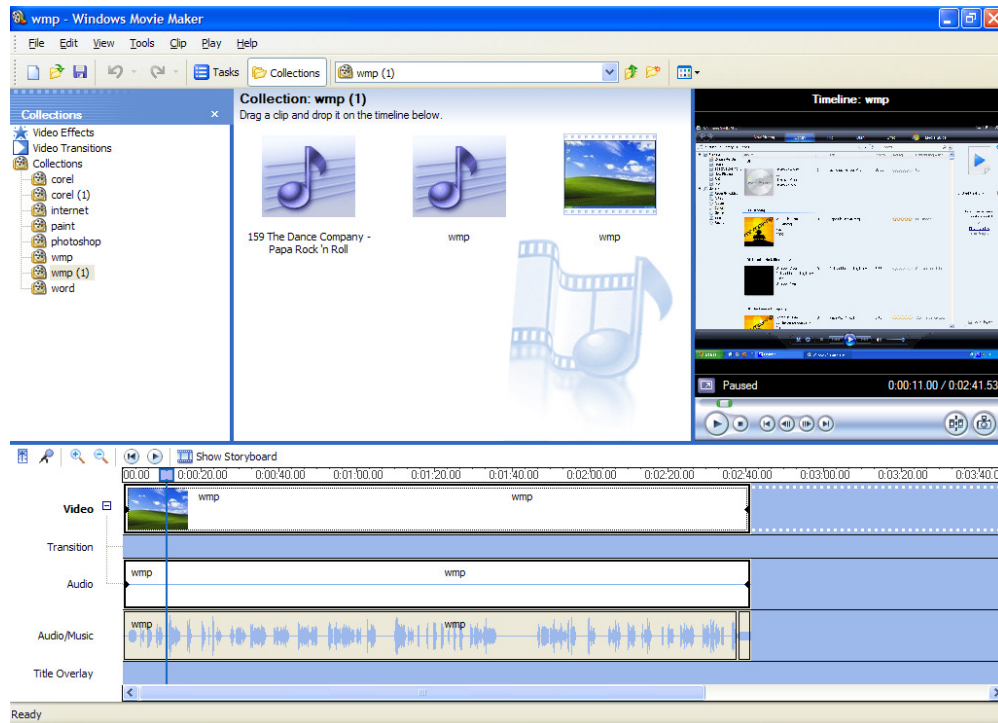 wmp - Windows Movie Maker
File Edit View Tools Clip Play Help
Tasks Collections wmp (1)
Collections x
Video Effects
Video Transitions
Collections
corel
corel (1)
internet
paint
photoshop
wmp
wmp (1)
word
Collection: wmp (1)
Drag a clip and drop it on the timeline below.
159 The Dance Company -
Papa Rock 'n Roll
wmp
wmp
Timeline: wmp
Paused 0:00:11.00 / 0:02:41.53
Show Storyboard
00.00 0:00:20.00 0:00:40.00 0:01:00.00 0:01:20.00 0:01:40.00 0:02:00.00 0:02:20.00 0:02:40.00 0:03:00.00 0:03:20.00 0:03:40.0
Video wmp wmp
Transition
Audio wmp wmp
Audio/Music wmp wmp
Title Overlay
Ready